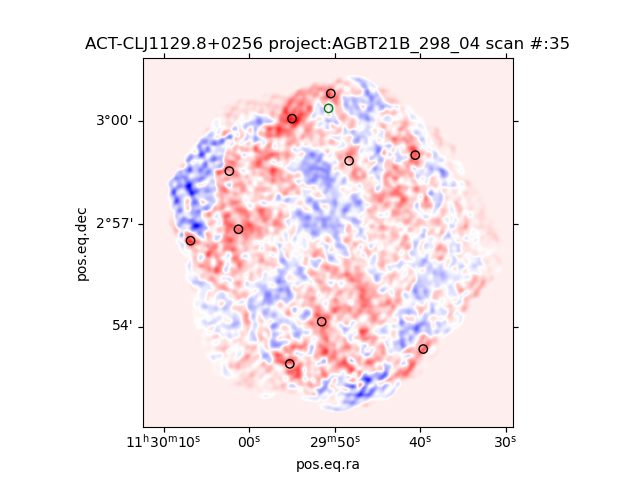 ACT-CLJ1129.8+0256 project:AGBT21B_298_04 scan #:35
3°00'
2°57'
54'
pos.eq.dec
11ʰ30ᵐ10ˢ 00ˢ 29ᵐ50ˢ 40ˢ 30ˢ
pos.eq.ra